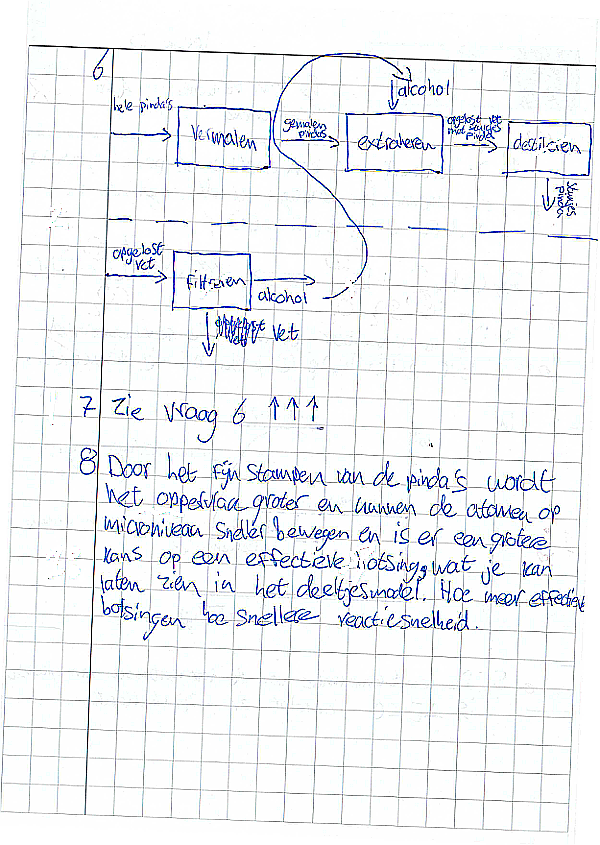 6
alcohol
hele pinda's
vermalen
gemalen pindas
extraheren
opgelost vet met stukjes pinda's
destileren
stukjes pinda
opgelost vet
filtreren
alcohol
vet
7 Zie vraag 6 ↑↑↑
8 Door het fijn stampen van de pinda's wordt
het oppervlak groter en kunnen de atomen op
microniveau sneller bewegen en is er een grotere
kans op een effectieve botsing, wat je kan
laten zien in het deeltjesmodel. Hoe meer effectieve
botsingen hoe snellere reactiesnelheid.